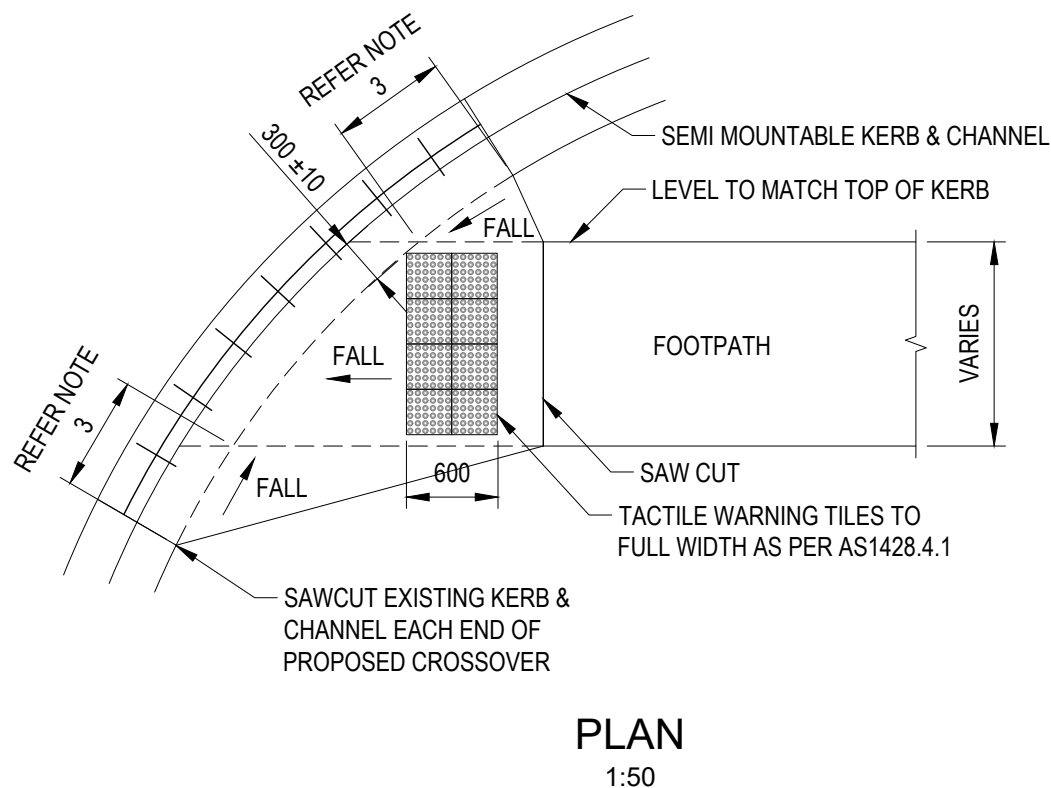 REFER NOTE
3
300 ±10
SEMI MOUNTABLE KERB & CHANNEL
LEVEL TO MATCH TOP OF KERB
FALL
FALL
FOOTPATH
VARIES
REFER NOTE
3
FALL
600
SAW CUT
TACTILE WARNING TILES TO
FULL WIDTH AS PER AS1428.4.1
SAWCUT EXISTING KERB &
CHANNEL EACH END OF
PROPOSED CROSSOVER
PLAN
1:50